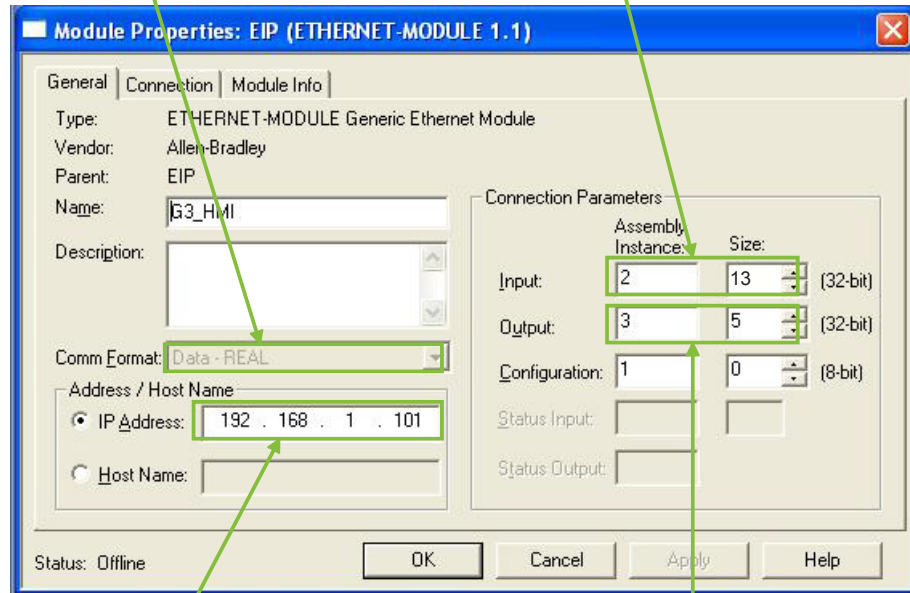 Module Properties: EIP (ETHERNET-MODULE 1.1)
General Connection Module Info
Type: ETHERNET-MODULE Generic Ethernet Module
Vendor: Allen-Bradley
Parent: EIP
Name: G3_HMI
Description:
Comm Format: Data - REAL
Address / Host Name
IP Address: 192 . 168 . 1 . 101
Host Name:
Connection Parameters
Assembly
Instance: Size:
Input: 2 13 (32-bit)
Output: 3 5 (32-bit)
Configuration: 1 0 (8-bit)
Status Input:
Status Output:
Status: Offline OK Cancel Apply Help